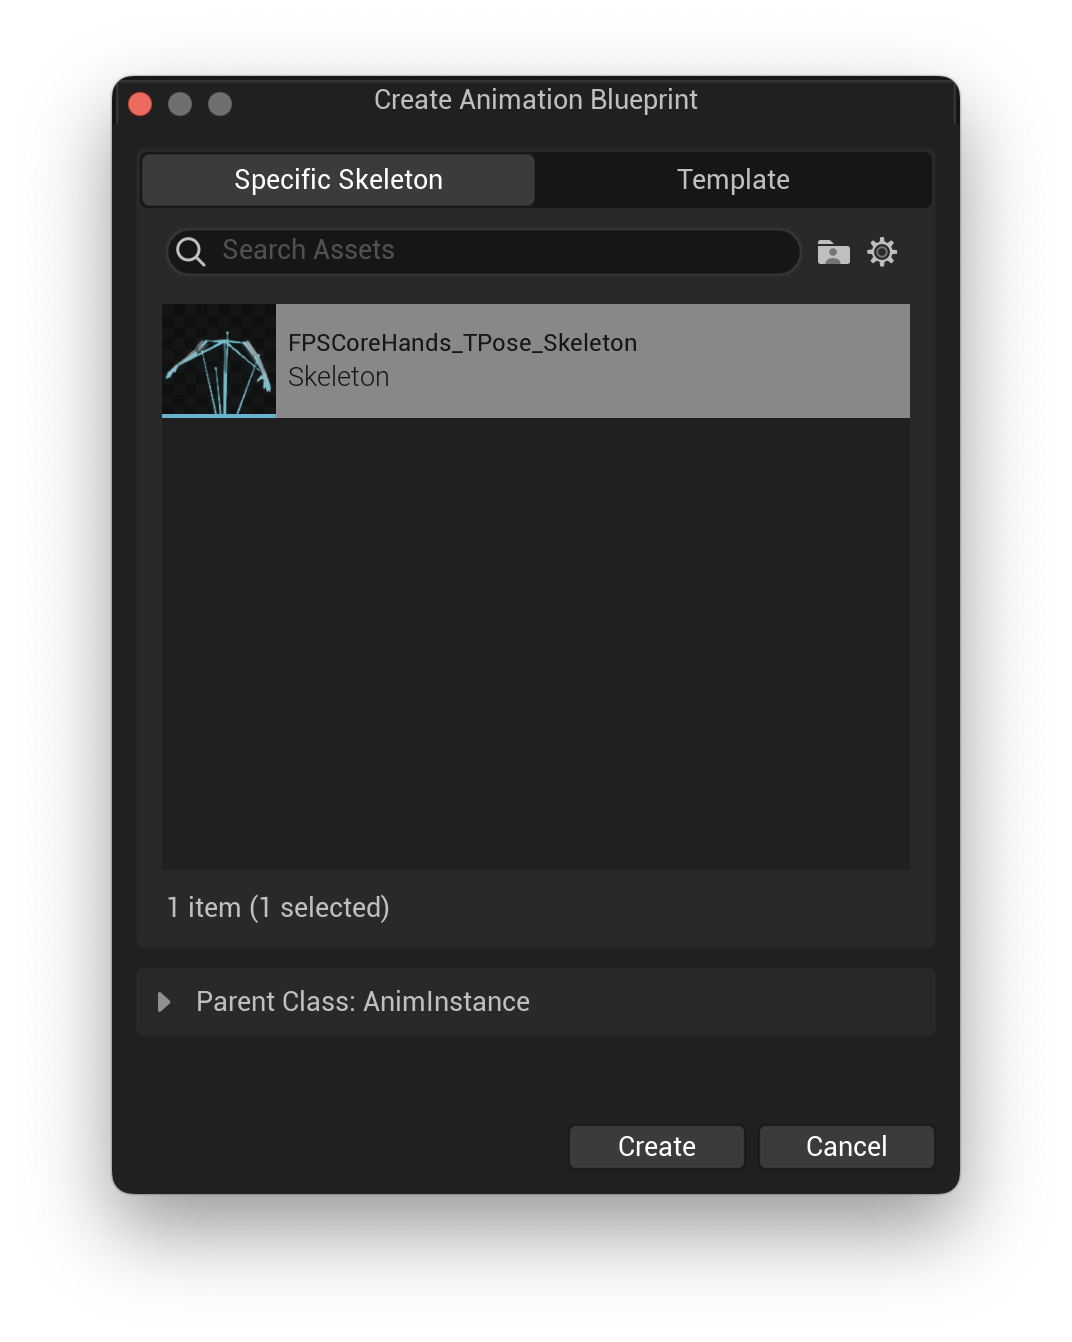 Create Animation Blueprint
Specific Skeleton
Template
Search Assets
FPSCoreHands_TPose_Skeleton
Skeleton
1 item (1 selected)
Parent Class: AnimInstance
Create
Cancel